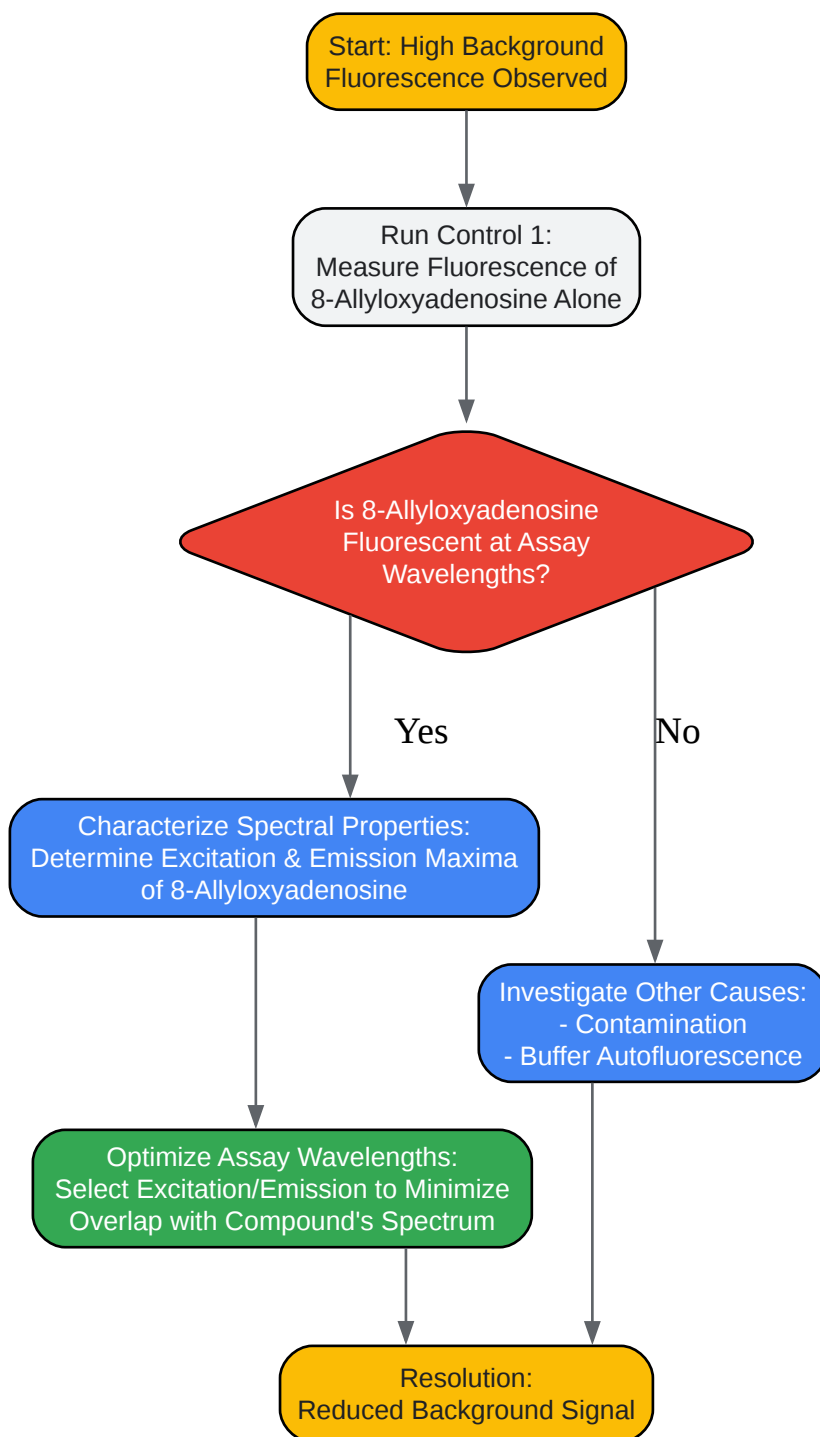 Start: High Background
Fluorescence Observed
Run Control 1:
Measure Fluorescence of
8-Allyloxyadenosine Alone
Is 8-Allyloxyadenosine
Fluorescent at Assay
Wavelengths?
Yes
No
Characterize Spectral Properties:
Determine Excitation & Emission Maxima
of 8-Allyloxyadenosine
Investigate Other Causes:
- Contamination
- Buffer Autofluorescence
Optimize Assay Wavelengths:
Select Excitation/Emission to Minimize
Overlap with Compound's Spectrum
Resolution:
Reduced Background Signal